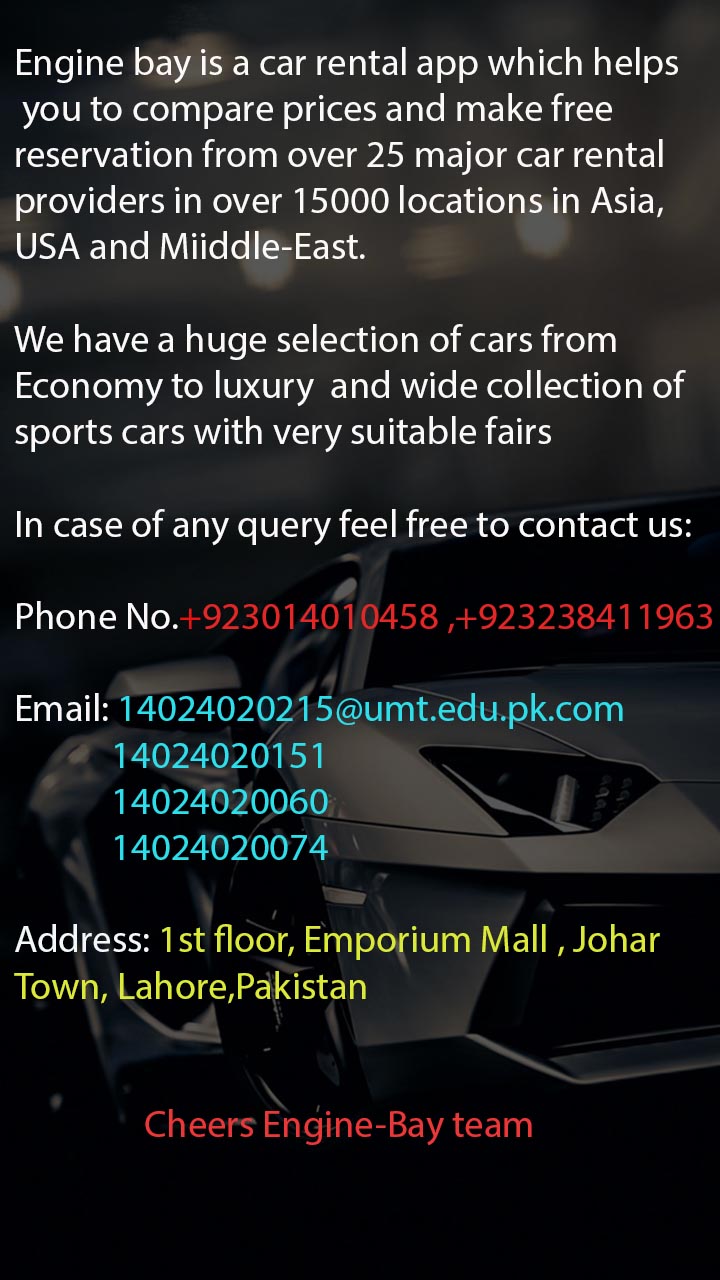 Engine bay is a car rental app which helps
you to compare prices and make free
reservation from over 25 major car rental
providers in over 15000 locations in Asia,
USA and Miiddle-East.
We have a huge selection of cars from
Economy to luxury  and wide collection of
sports cars with very suitable fairs
In case of any query feel free to contact us:
Phone No.+923014010458 ,+923238411963
Email: 14024020215@umt.edu.pk.com
14024020151
14024020060
14024020074
Address: 1st floor, Emporium Mall , Johar
Town, Lahore,Pakistan
Cheers Engine-Bay team